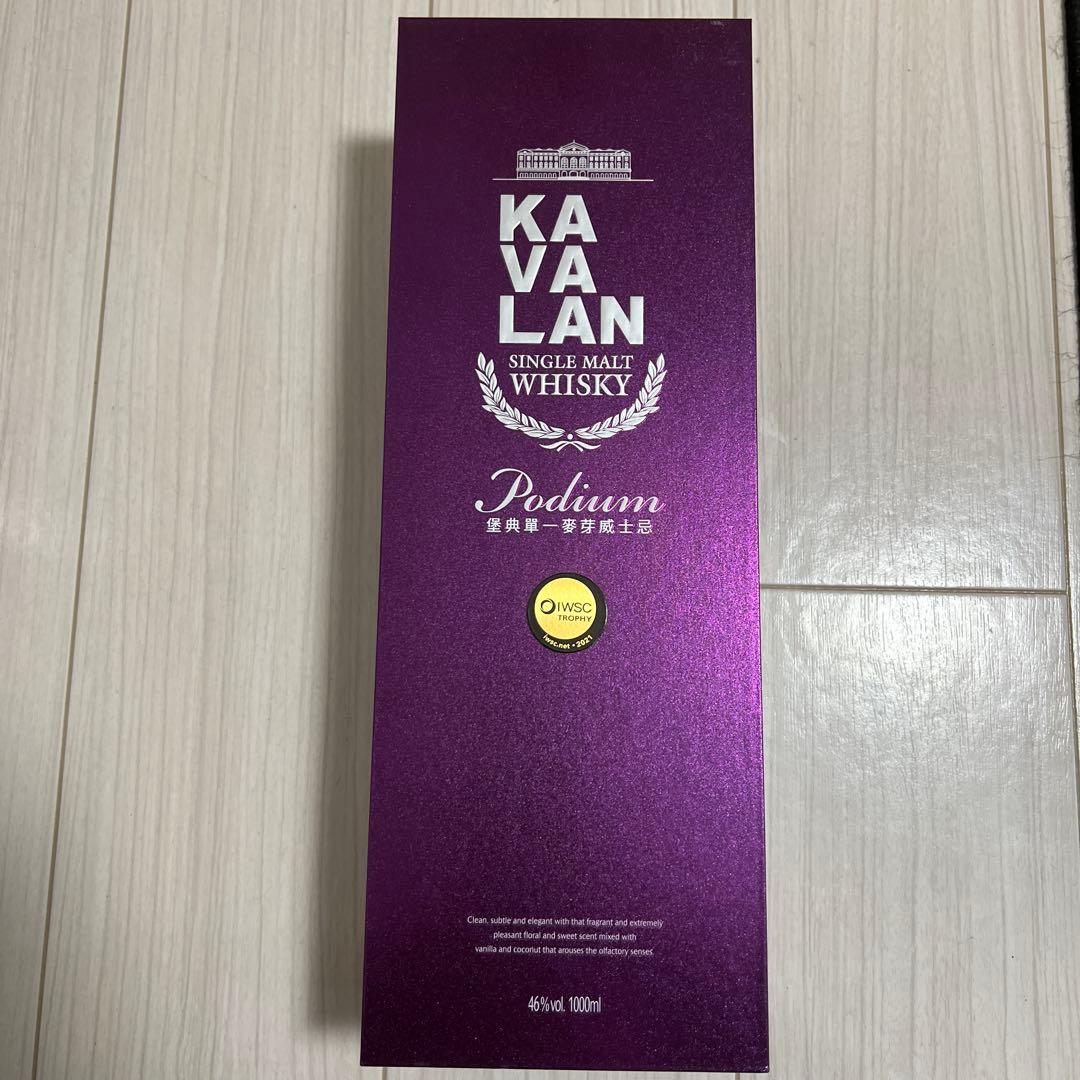 KA
VA
LAN
SINGLE MALT
WHISKY
Podium
堡典單一麥芽威士忌
IWSC
TROPHY
iwsc.net • 2021
Clean, subtle and elegant with that fragrant and extremely
pleasant floral and sweet scent mixed with
vanilla and coconut that arouses the olfactory senses.
46%vol. 1000ml